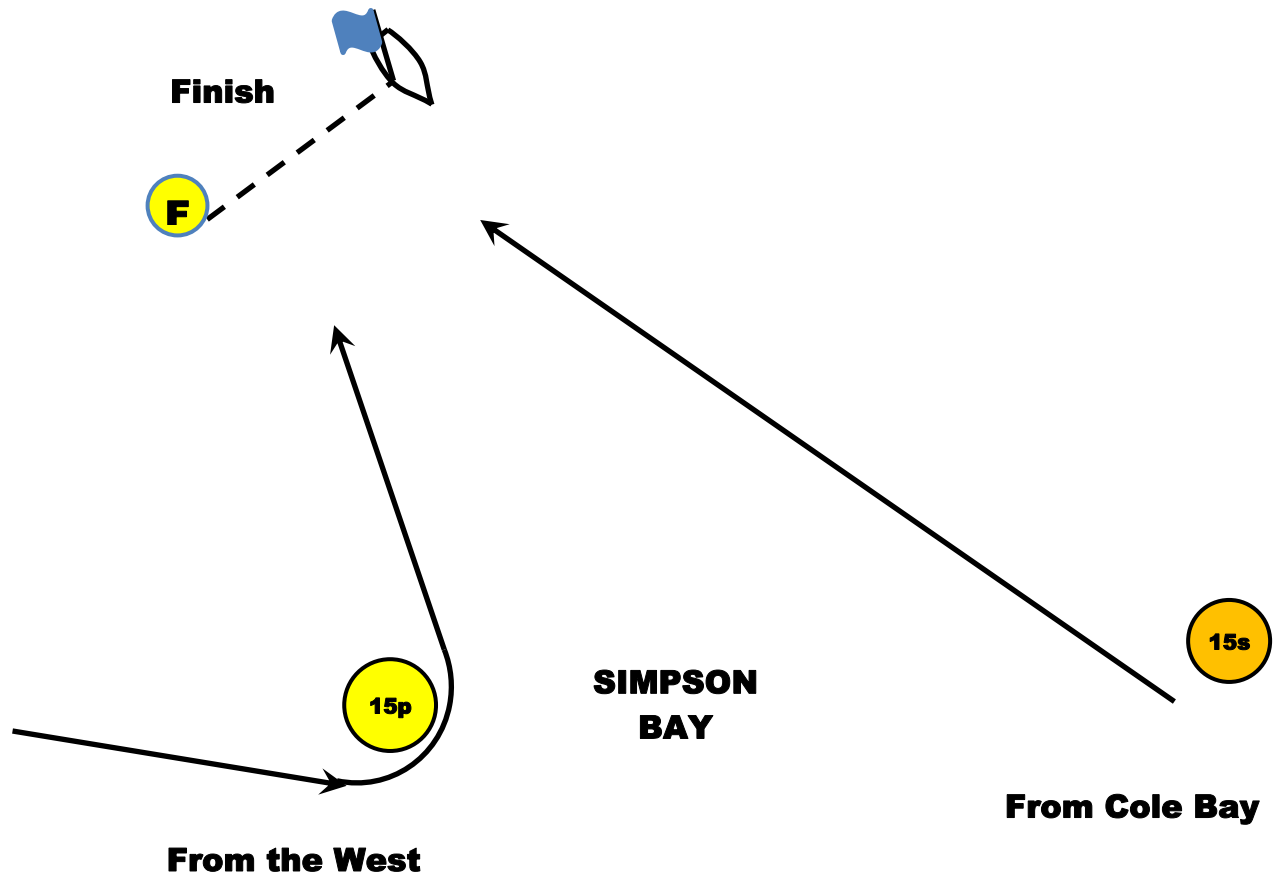 Finish
F
15s
SIMPSON
BAY
15p
From Cole Bay
From the West